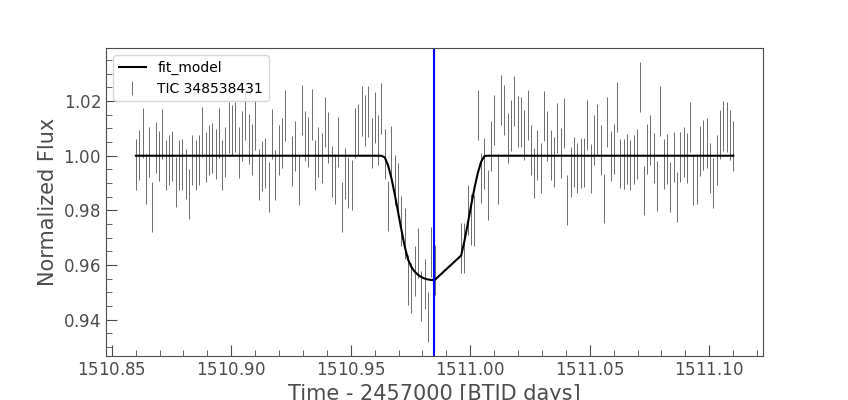 fit_model
TIC 348538431
Normalized Flux
1.02
1.00
0.98
0.96
0.94
1510.85 1510.90 1510.95 1511.00 1511.05 1511.10
Time - 2457000 [BTJD days]